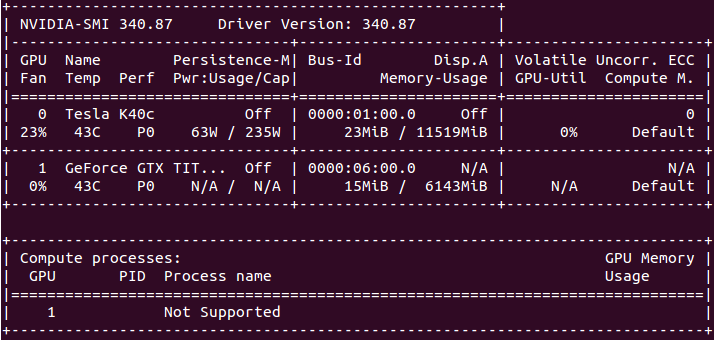 +------------------------------------------------------+
| NVIDIA-SMI 340.87     Driver Version: 340.87         |
|-------------------------------+----------------------+----------------------+
| GPU  Name        Persistence-M| Bus-Id        Disp.A | Volatile Uncorr. ECC |
| Fan  Temp  Perf  Pwr:Usage/Cap|         Memory-Usage | GPU-Util  Compute M. |
|===============================+======================+======================|
|   0  Tesla K40c          Off  | 0000:01:00.0     Off |                    0 |
| 23%   43C    P0    63W / 235W |     23MiB / 11519MiB |      0%      Default |
+-------------------------------+----------------------+----------------------+
|   1  GeForce GTX TIT...  Off  | 0000:06:00.0     N/A |                  N/A |
|  0%   43C    P0    N/A /  N/A |     15MiB /  6143MiB |     N/A      Default |
+-------------------------------+----------------------+----------------------+

+-----------------------------------------------------------------------------+
| Compute processes:                                               GPU Memory |
|  GPU       PID  Process name                                     Usage      |
|=============================================================================|
|    1            Not Supported                                               |
+-----------------------------------------------------------------------------+